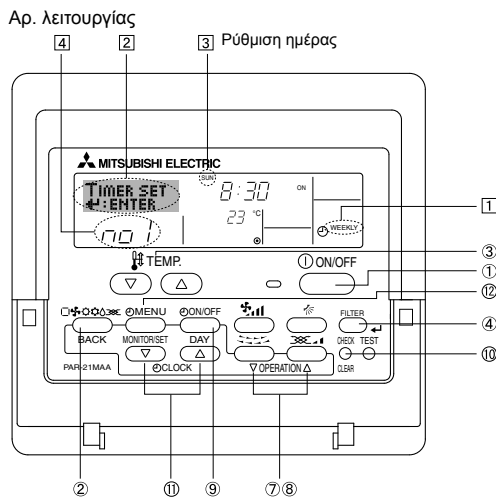 Αρ. λειτουργίας
4 2 3 Ρύθμιση ημέρας
MITSUBISHI ELECTRIC
SUN
TIMER SET
↵:ENTER
8:30 ON
23 °C
no 1
WEEKLY
1
TEMP.
ON/OFF
3
①
⑫
MENU ON/OFF FILTER
④
BACK MONITOR/SET DAY CHECK TEST
⑩
PAR-21MAA CLOCK ▽ OPERATION △ CLEAR
② ⑪ ⑨ ⑦ ⑧